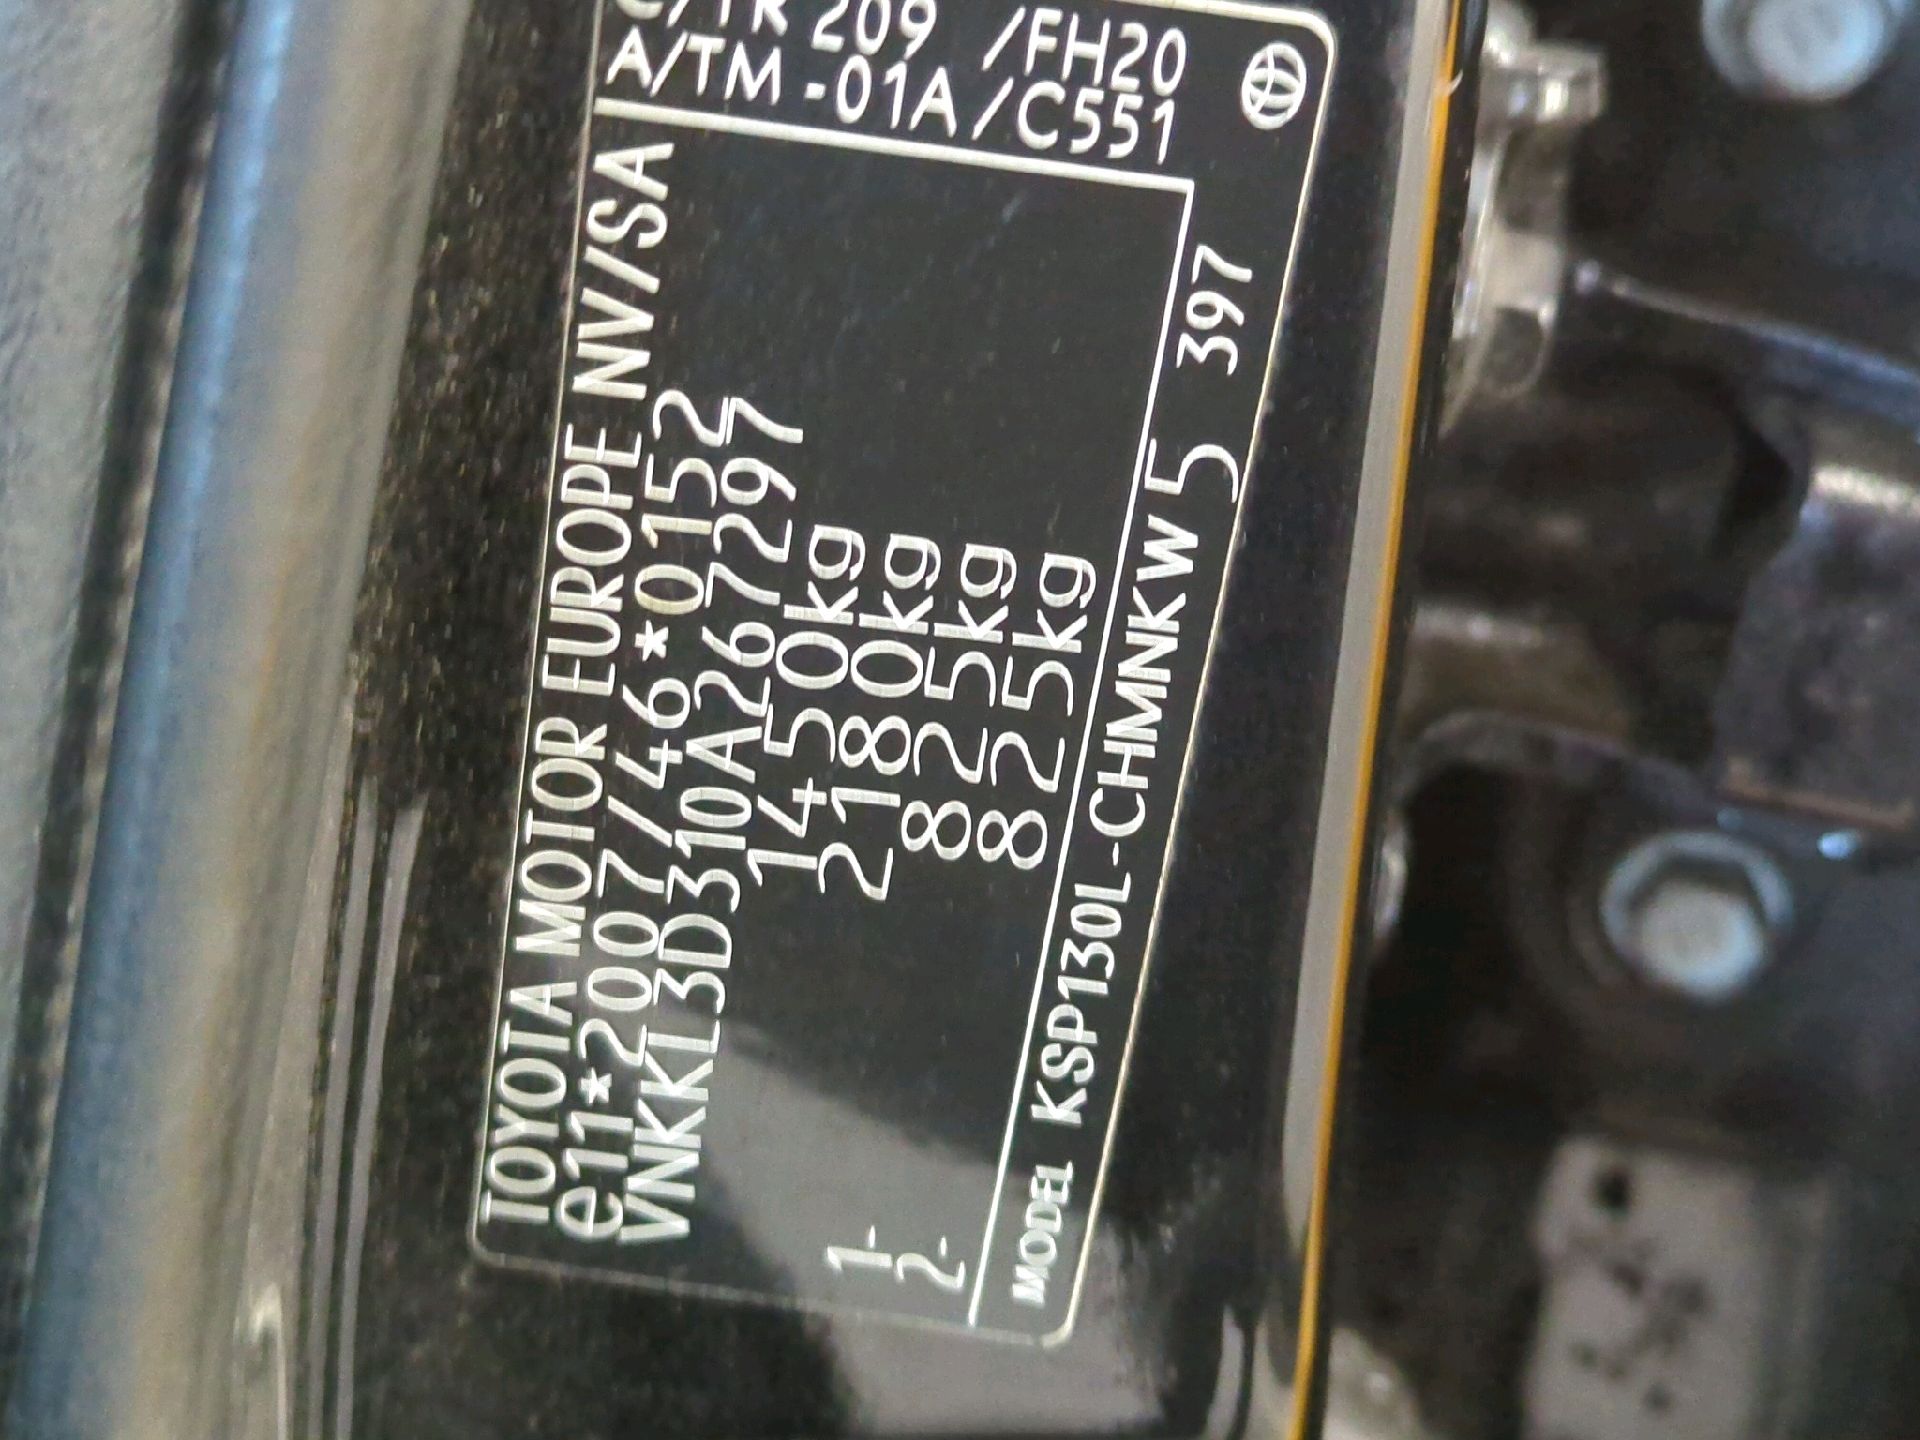 TOYOTA MOTOR EUROPE NV/SA
e11*2007/46*0152
VNKKL3D310A267297
1450kg
2180kg
1- 825kg
2- 825kg
MODEL KSP130L-CHMNKW 5 397
C/TR 209 /FH20
A/TM -01A /C551